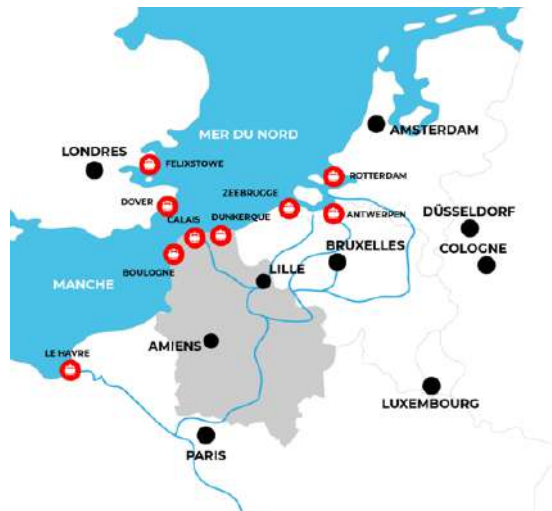 AMSTERDAM
MER DU NORD
LONDRES
FELIXSTOWE
ROTTERDAM
ZEEBRUGGE
DOVER
CALAIS
DUNKERQUE
ANTWERPEN
DÜSSELDORF
BRUXELLES
COLOGNE
LILLE
BOULOGNE
MANCHE
AMIENS
LE HAVRE
LUXEMBOURG
PARIS